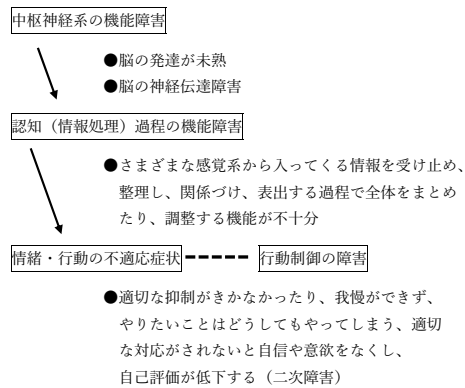 中枢神経系の機能障害
●脳の発達が未熟
●脳の神経伝達障害
認知（情報処理）過程の機能障害
●さまざまな感覚系から入ってくる情報を受け止め、
整理し、関係づけ、表出する過程で全体をまとめ
たり、調整する機能が不十分
情緒・行動の不適応症状 行動制御の障害
●適切な抑制がきかなかったり、我慢ができず、
やりたいことはどうしてもやってしまう、適切
な対応がされないと自信や意欲をなくし、
自己評価が低下する（二次障害）